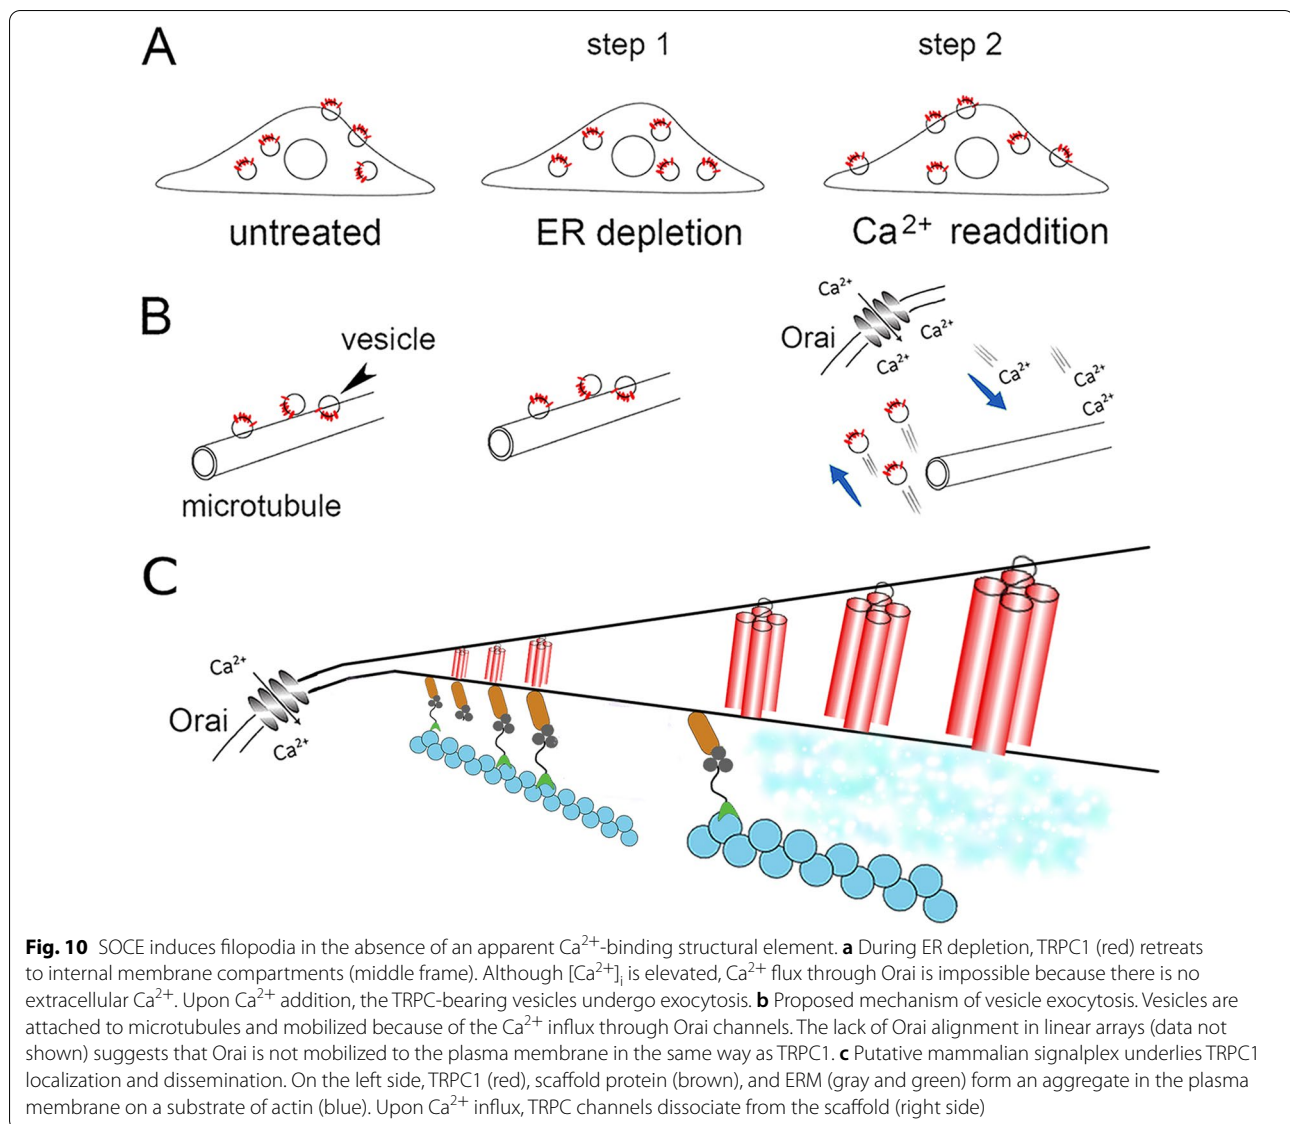 A
step 1
step 2
untreated
ER depletion
Ca²⁺ readdition
B
vesicle
microtubule
Ca²⁺
Orai
Ca²⁺
Ca²⁺
Ca²⁺
Ca²⁺
Ca²⁺
C
Ca²⁺
Orai
Ca²⁺
Fig. 10 SOCE induces filopodia in the absence of an apparent Ca²⁺-binding structural element. a During ER depletion, TRPC1 (red) retreats
to internal membrane compartments (middle frame). Although [Ca²⁺]ᵢ is elevated, Ca²⁺ flux through Orai is impossible because there is no
extracellular Ca²⁺. Upon Ca²⁺ addition, the TRPC-bearing vesicles undergo exocytosis. b Proposed mechanism of vesicle exocytosis. Vesicles are
attached to microtubules and mobilized because of the Ca²⁺ influx through Orai channels. The lack of Orai alignment in linear arrays (data not
shown) suggests that Orai is not mobilized to the plasma membrane in the same way as TRPC1. c Putative mammalian signalplex underlies TRPC1
localization and dissemination. On the left side, TRPC1 (red), scaffold protein (brown), and ERM (gray and green) form an aggregate in the plasma
membrane on a substrate of actin (blue). Upon Ca²⁺ influx, TRPC channels dissociate from the scaffold (right side)